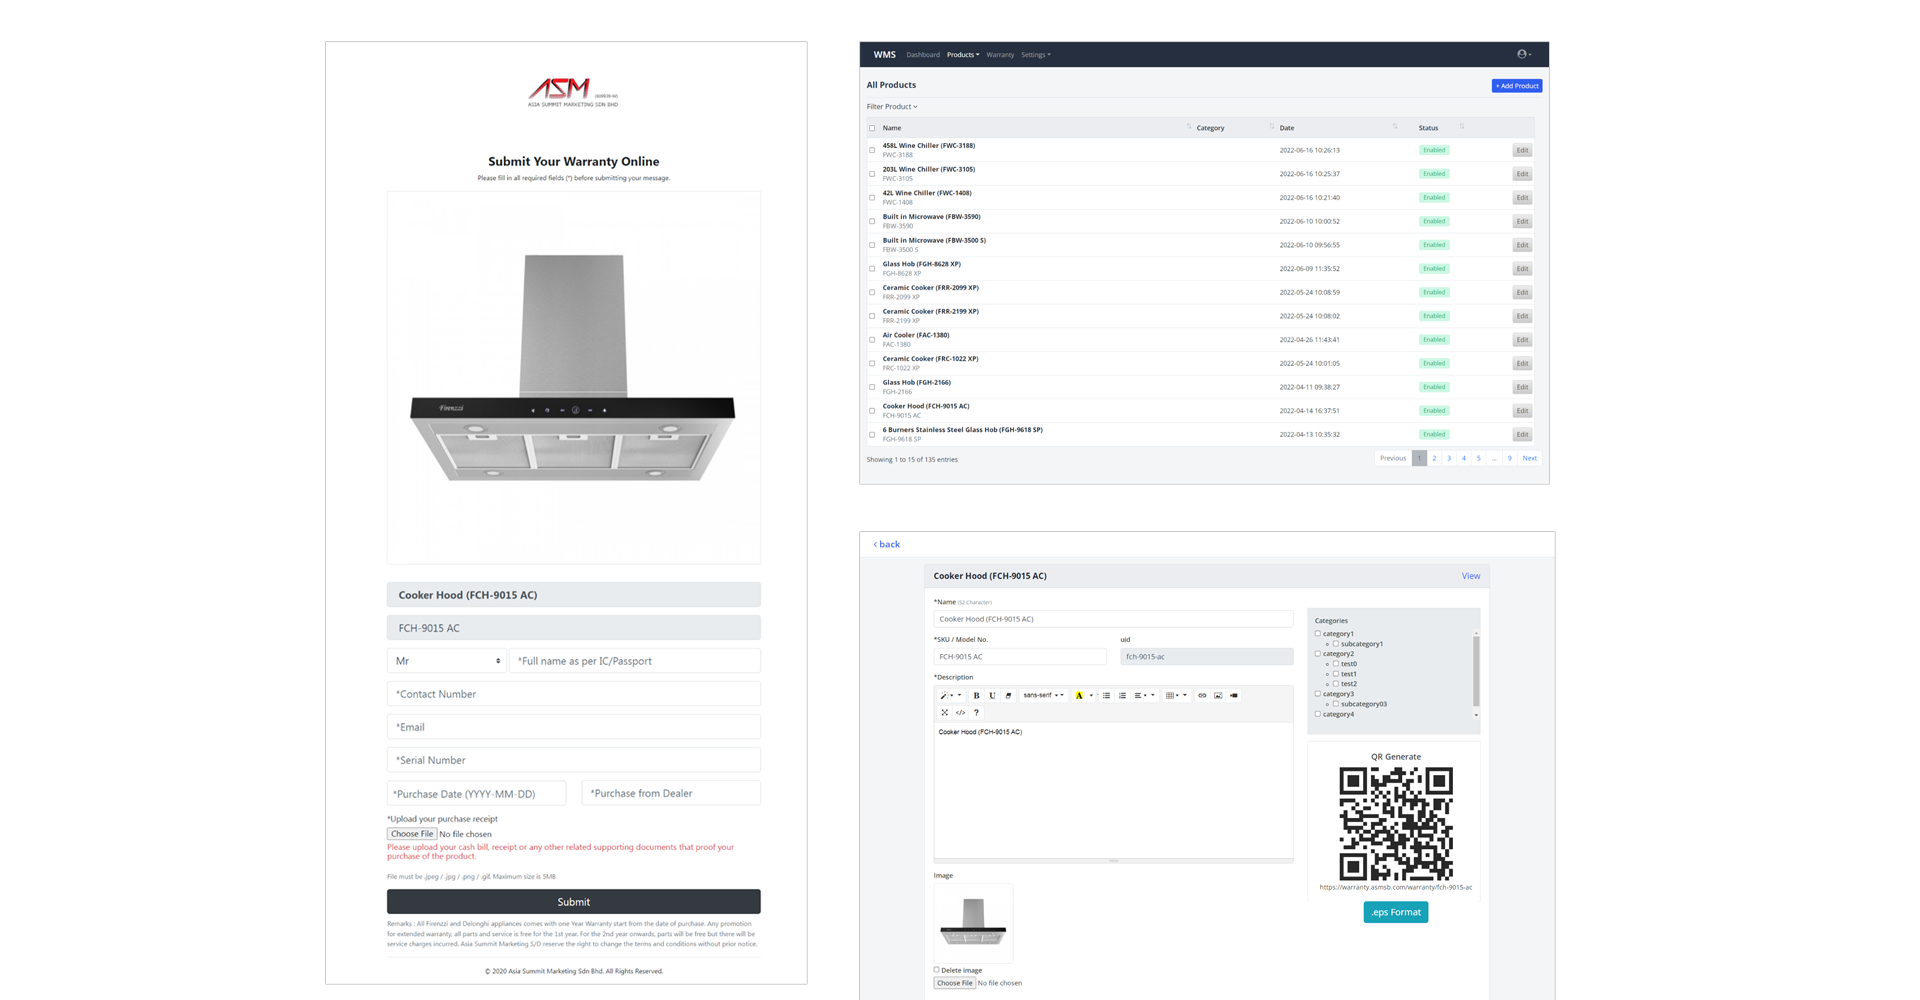 ASM
ASIA SUMMIT MARKETING SDN BHD
Submit Your Warranty Online
Please fill in all required fields (*) before submitting your message.
Firenzzi
Cooker Hood (FCH-9015 AC)
FCH-9015 AC
Mr
*Full name as per IC/Passport
*Contact Number
*Email
*Serial Number
*Purchase Date (YYYY-MM-DD)
*Purchase from Dealer
*Upload your purchase receipt
Choose File No file chosen
Please upload your cash bill, receipt or any other related supporting documents that proof your
purchase of the product.
File must be .jpeg / .jpg / .png / .gif. Maximum size is 5MB
Submit
Remarks : All Firenzzi and Delonghi appliances comes with one Year Warranty start from the date of purchase. Any promotion
for extended warranty, all parts and service is free for the 1st year. For the 2nd year onwards, parts will be free but there will be
service charges incurred. Asia Summit Marketing S/D reserve the right to change the terms and conditions without prior notice.
© 2020 Asia Summit Marketing Sdn Bhd. All Rights Reserved.
WMS Dashboard Products Warranty Settings
All Products
+ Add Product
Filter Product
Name Category Date Status
458L Wine Chiller (FWC-3188)
FWC-3188
2022-06-16 10:26:13 Enabled Edit
203L Wine Chiller (FWC-3105)
FWC-3105
2022-06-16 10:25:37 Enabled Edit
42L Wine Chiller (FWC-1408)
FWC-1408
2022-06-16 10:21:40 Enabled Edit
Built in Microwave (FBW-3590)
FBW-3590
2022-06-10 10:00:52 Enabled Edit
Built in Microwave (FBW-3500 S)
FBW-3500 S
2022-06-10 09:56:55 Enabled Edit
Glass Hob (FGH-8628 XP)
FGH-8628 XP
2022-06-09 11:35:52 Enabled Edit
Ceramic Cooker (FRR-2099 XP)
FRR-2099 XP
2022-05-24 10:08:59 Enabled Edit
Ceramic Cooker (FRR-2199 XP)
FRR-2199 XP
2022-05-24 10:08:02 Enabled Edit
Air Cooler (FAC-1380)
FAC-1380
2022-04-26 11:43:41 Enabled Edit
Ceramic Cooker (FRC-1022 XP)
FRC-1022 XP
2022-05-24 10:01:05 Enabled Edit
Glass Hob (FGH-2166)
FGH-2166
2022-04-11 09:38:27 Enabled Edit
Cooker Hood (FCH-9015 AC)
FCH-9015 AC
2022-04-14 16:37:51 Enabled Edit
6 Burners Stainless Steel Glass Hob (FGH-9618 SP)
FGH-9618 SP
2022-04-13 10:35:32 Enabled Edit
Showing 1 to 15 of 135 entries
Previous 1 2 3 4 5 ... 9 Next
< back
Cooker Hood (FCH-9015 AC)
View
*Name (52 Character)
Cooker Hood (FCH-9015 AC)
*SKU / Model No.
uid
FCH-9015 AC
fch-9015-ac
*Description
B U sans-serif A
</> ?
Cooker Hood (FCH-9015 AC)
Image
Delete image
Choose File No file chosen
Categories
category1
subcategory1
category2
test0
test1
test2
category3
subcategory03
category4
QR Generate
https://warranty.asmsb.com/warranty/fch-9015-ac
.eps Format